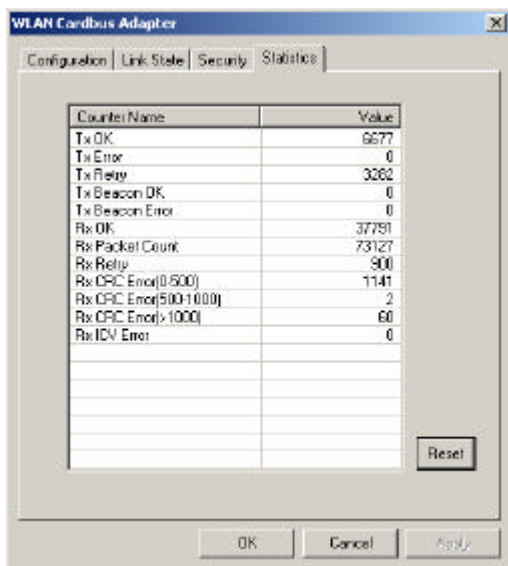 WLAN Cardbus Adapter
Configuration Link State Security Statistics
Counter Name Value
Tx OK 6677
Tx Error 0
Tx Retry 3282
Tx Beacon OK 0
Tx Beacon Error 0
Rx OK 37791
Rx Packet Count 73127
Rx Retry 900
Rx CRC Error(0-500) 1141
Rx CRC Error(500-1000) 2
Rx CRC Error(>1000) 60
Rx ICV Error 0
Reset
OK Cancel Apply